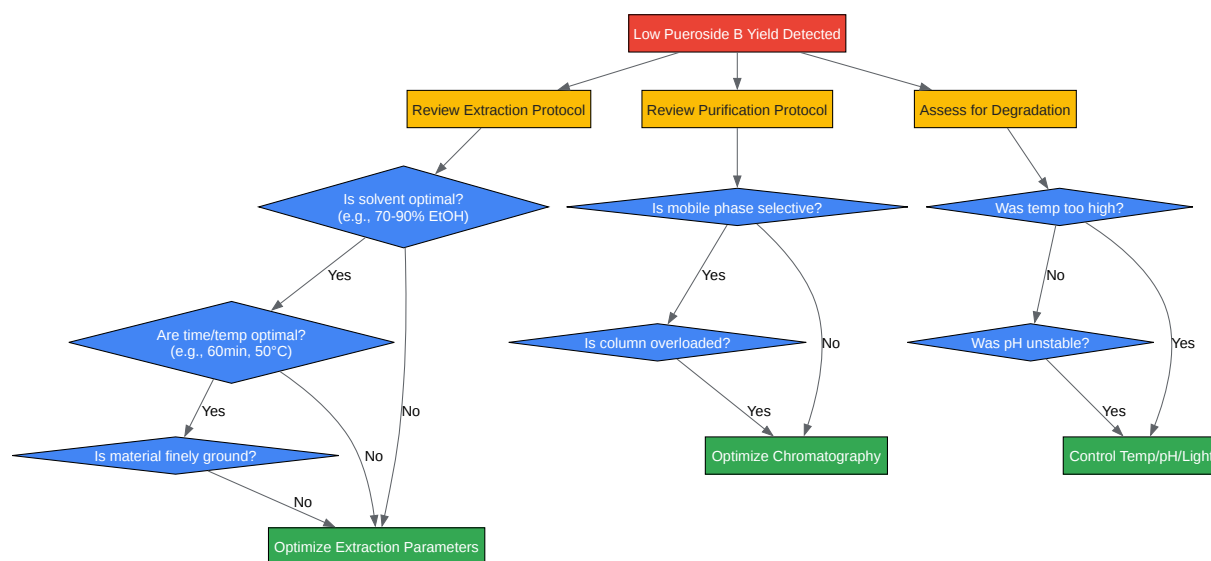 Low Pueroside B Yield Detected
Review Extraction Protocol
Review Purification Protocol
Assess for Degradation
Is solvent optimal?
(e.g., 70-90% EtOH)
Is mobile phase selective?
Was temp too high?
Yes
Yes
No
Are time/temp optimal?
(e.g., 60min, 50°C)
Is column overloaded?
No
Was pH unstable?
Yes
Yes
No
Yes
Yes
Is material finely ground?
No
Optimize Chromatography
Control Temp/pH/Light
No
Optimize Extraction Parameters